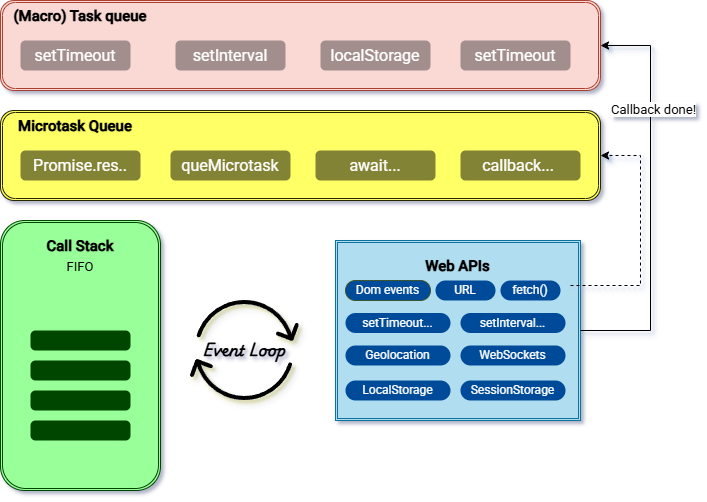 (Macro) Task queue
setTimeout
setInterval
localStorage
setTimeout
Callback done!
Microtask Queue
Promise.res..
queMicrotask
await...
callback...
Call Stack
FIFO
Event Loop
Web APIs
Dom events
URL
fetch()
setTimeout...
setInterval...
Geolocation
WebSockets
LocalStorage
SessionStorage